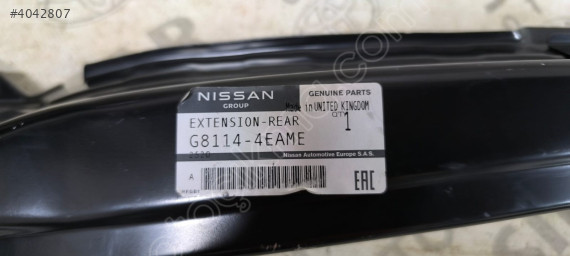 #4042807
NISSAN
GROUP
GENUINE PARTS
Made in UNITED KINGDOM
EXTENSION-REAR
QTY 1
G8114-4EAME
Nissan Automotive Europe S.A.S.
A
EAC